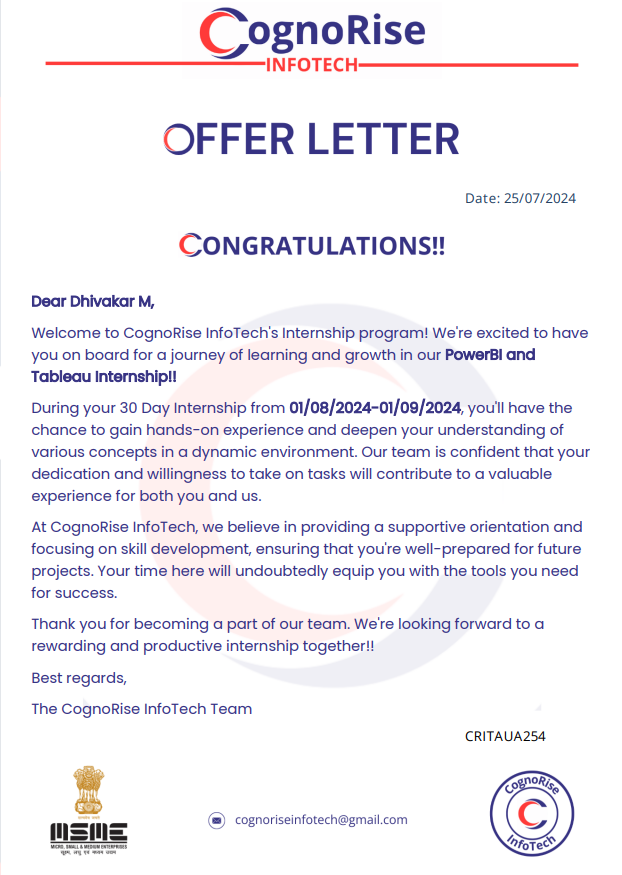 CognoRise
INFOTECH
OFFER LETTER
Date: 25/07/2024
CONGRATULATIONS!!
Dear Dhivakar M,
Welcome to CognoRise InfoTech's Internship program! We're excited to have
you on board for a journey of learning and growth in our PowerBI and
Tableau Internship!!
During your 30 Day Internship from 01/08/2024-01/09/2024, you'll have the
chance to gain hands-on experience and deepen your understanding of
various concepts in a dynamic environment. Our team is confident that your
dedication and willingness to take on tasks will contribute to a valuable
experience for both you and us.
At CognoRise InfoTech, we believe in providing a supportive orientation and
focusing on skill development, ensuring that you're well-prepared for future
projects. Your time here will undoubtedly equip you with the tools you need
for success.
Thank you for becoming a part of our team. We're looking forward to a
rewarding and productive internship together!!
Best regards,
The CognoRise InfoTech Team
CRITAUA254
MSME
MICRO, SMALL & MEDIUM ENTERPRISES
सूक्ष्म, लघु एवं मध्यम उद्यम
cognoriseinfotech@gmail.com
CognoRise
InfoTech